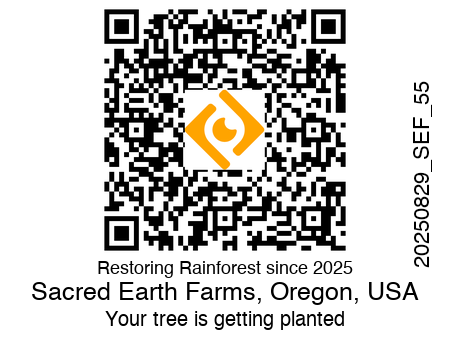 Restoring Rainforest since 2025
Sacred Earth Farms, Oregon, USA
Your tree is getting planted
20250829_SEF_55